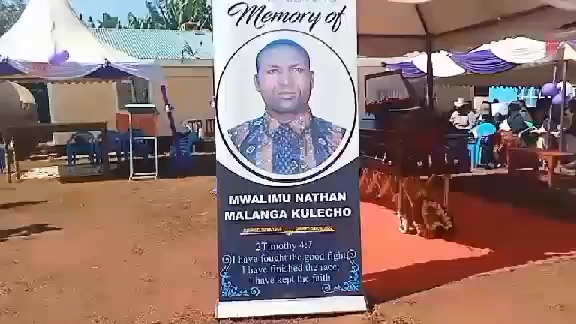 Memory of
MWALIMU NATHAN
MALANGA KULECHO
2Timothy 4:7
I have fought the good fight,
I have finished the race,
I have kept the faith